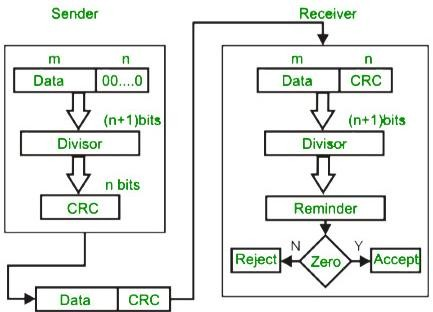 Sender
m n
Data 00....0
(n+1)bits
Divisor
n bits
CRC
Data CRC
Receiver
m n
Data CRC
(n+1)bits
Divisor
Reminder
N Y
Reject Zero Accept